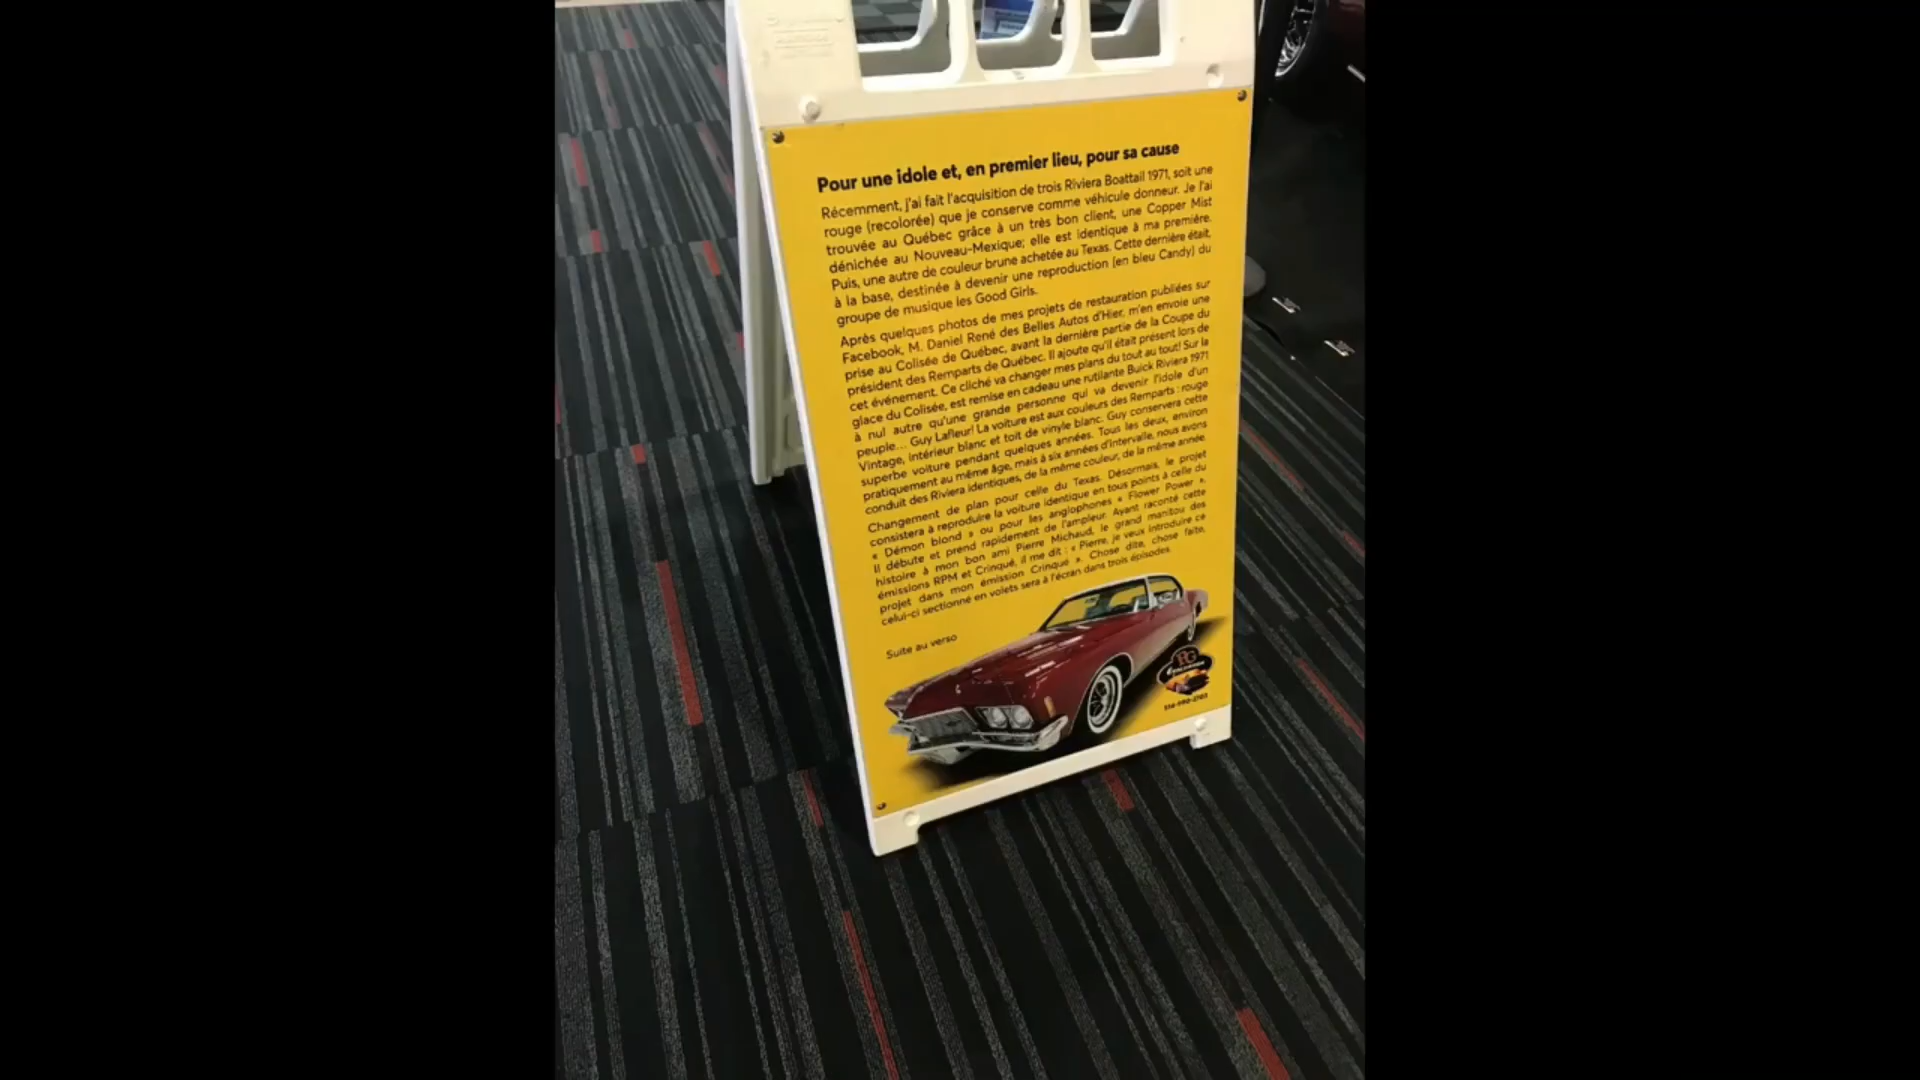 Pour une idole et, en premier lieu, pour sa cause
Récemment, j'ai fait l'acquisition de trois Riviera Boattail 1971, soit une
rouge (recolorée) que je conserve comme véhicule donneur. Je l'ai
trouvée au Québec grâce à un très bon client, une Copper Mist
dénichée au Nouveau-Mexique; elle est identique à ma première.
Puis, une autre de couleur brune achetée au Texas. Cette dernière était,
à la base, destinée à devenir une reproduction (en bleu Candy) du
groupe de musique les Good Girls.
Après quelques photos de mes projets de restauration publiées sur
Facebook, M. Daniel René des Belles Autos d'Hier, m'en envoie une
prise au Colisée de Québec, avant la dernière partie de la Coupe du
président des Remparts de Québec. Il ajoute qu'il était présent lors de
cet événement. Ce cliché va changer mes plans du tout au tout! Sur la
glace du Colisée, est remise en cadeau une rutilante Buick Riviera 1971
à nul autre qu'une grande personne qui va devenir l'idole d'un
peuple... Guy Lafleur! La voiture est aux couleurs des Remparts : rouge
Vintage, intérieur blanc et toit de vinyle blanc. Guy conservera cette
superbe voiture pendant quelques années. Tous les deux, environ
pratiquement au même âge, mais à six années d'intervalle, nous avons
conduit des Riviera identiques, de la même couleur, de la même année.
Changement de plan pour celle du Texas. Désormais, le projet
consistera à reproduire la voiture identique en tous points à celle du
« Démon blond » ou pour les anglophones « Flower Power ».
Il débute et prend rapidement de l'ampleur. Ayant raconté cette
histoire à mon bon ami Pierre Michaud, le grand manitou des
émissions RPM et Crinqué, il me dit : « Pierre, je veux introduire ce
projet dans mon émission Crinqué ». Chose dite, chose faite,
celui-ci sectionné en volets sera à l'écran dans trois épisodes.
Suite au verso
PG